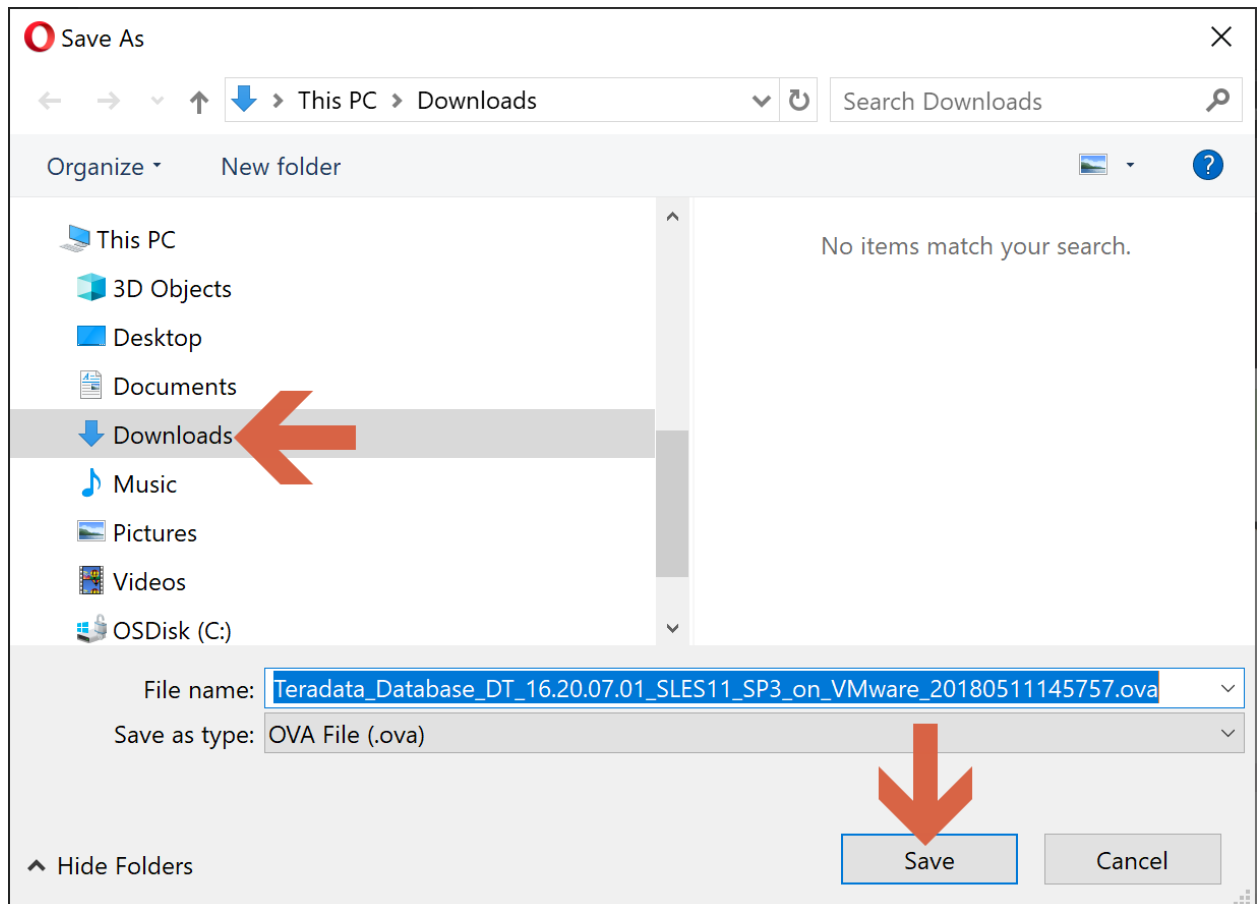 Save As
This PC > Downloads
Search Downloads
Organize
New folder
?
This PC
3D Objects
Desktop
Documents
Downloads
Music
Pictures
Videos
OSDisk (C:)
No items match your search.
File name: Teradata_Database_DT_16.20.07.01_SLES11_SP3_on_VMware_20180511145757.ova
Save as type: OVA File (.ova)
Hide Folders
Save
Cancel